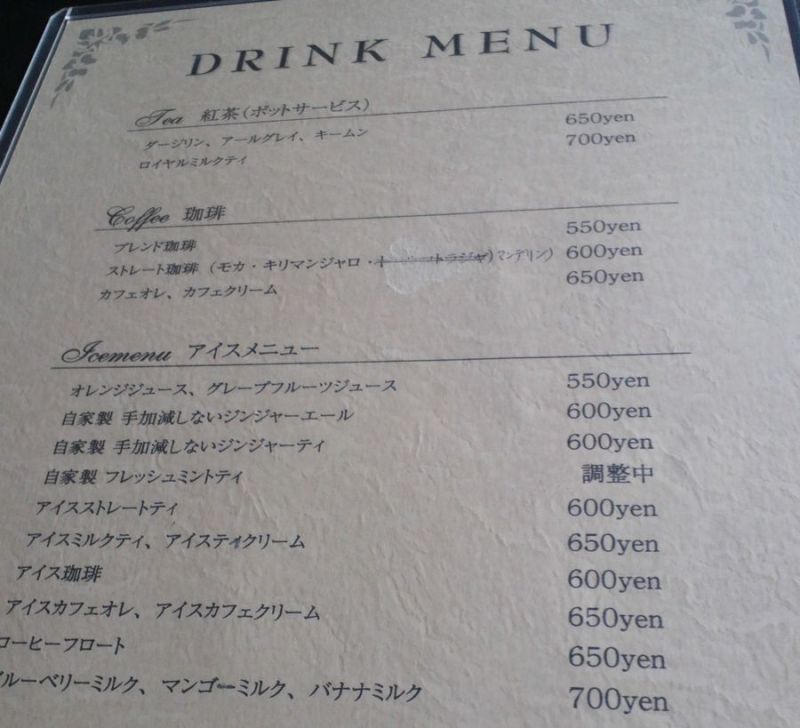 DRINK MENU
Tea 紅茶(ポットサービス)
ダージリン、アールグレイ、キームン 650yen
ロイヤルミルクティ 700yen
Coffee 珈琲
ブレンド珈琲 550yen
ストレート珈琲 (モカ・キリマンジャロ・トラジャ)マンデリン) 600yen
カフェオレ、カフェクリーム 650yen
Icemenu アイスメニュー
オレンジジュース、グレープフルーツジュース 550yen
自家製 手加減しないジンジャーエール 600yen
自家製 手加減しないジンジャーティ 600yen
自家製 フレッシュミントティ 調整中
アイスストレートティ 600yen
アイスミルクティ、アイスティクリーム 650yen
アイス珈琲 600yen
アイスカフェオレ、アイスカフェクリーム 650yen
コーヒーフロート 650yen
ブルーベリーミルク、マンゴーミルク、バナナミルク 700yen